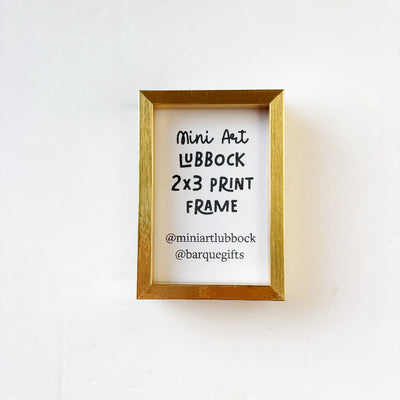 Mini Art
LUBBOCK
2x3 PRINT
FRAME
@miniartlubbock
@barquegifts